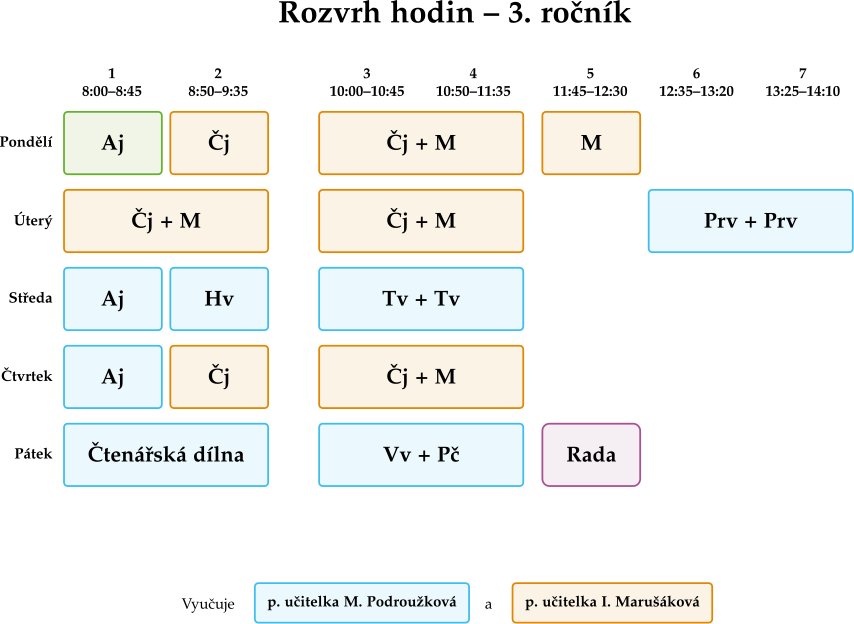 Rozvrh hodin – 3. ročník
1 2 3 4 5 6 7
8:00–8:45 8:50–9:35 10:00–10:45 10:50–11:35 11:45–12:30 12:35–13:20 13:25–14:10
Pondělí Aj Čj Čj + M M
Úterý Čj + M Čj + M Prv + Prv
Středa Aj Hv Tv + Tv
Čtvrtek Aj Čj Čj + M
Pátek Čtenářská dílna Vv + Pč Rada
Vyučuje p. učitelka M. Podroužková a p. učitelka I. Marušáková